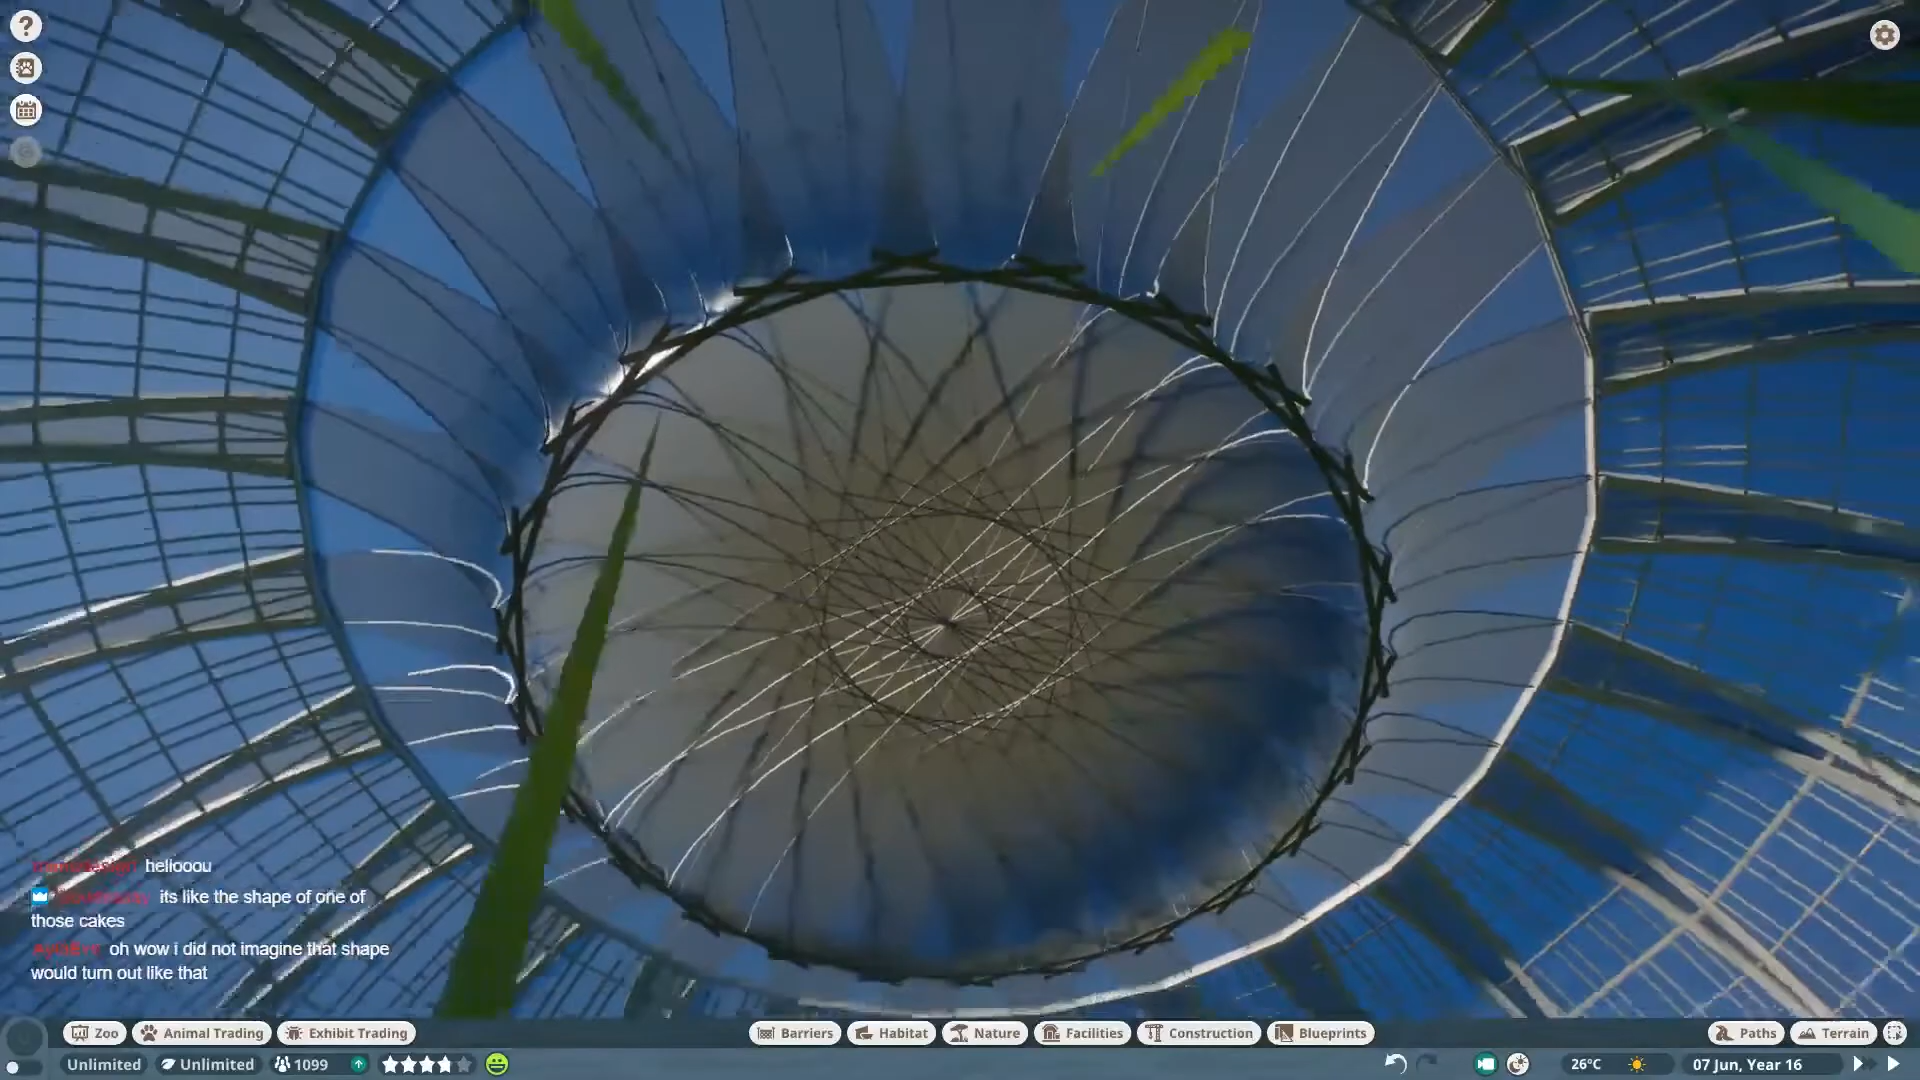 ?
heliooou
its like the shape of one of
those cakes
oh wow i did not imagine that shape
would turn out like that
Zoo
Animal Trading
Exhibit Trading
Barriers
Habitat
Nature
Facilities
Construction
Blueprints
Paths
Terrain
Unlimited
Unlimited
1099
26°C
07 Jun, Year 16